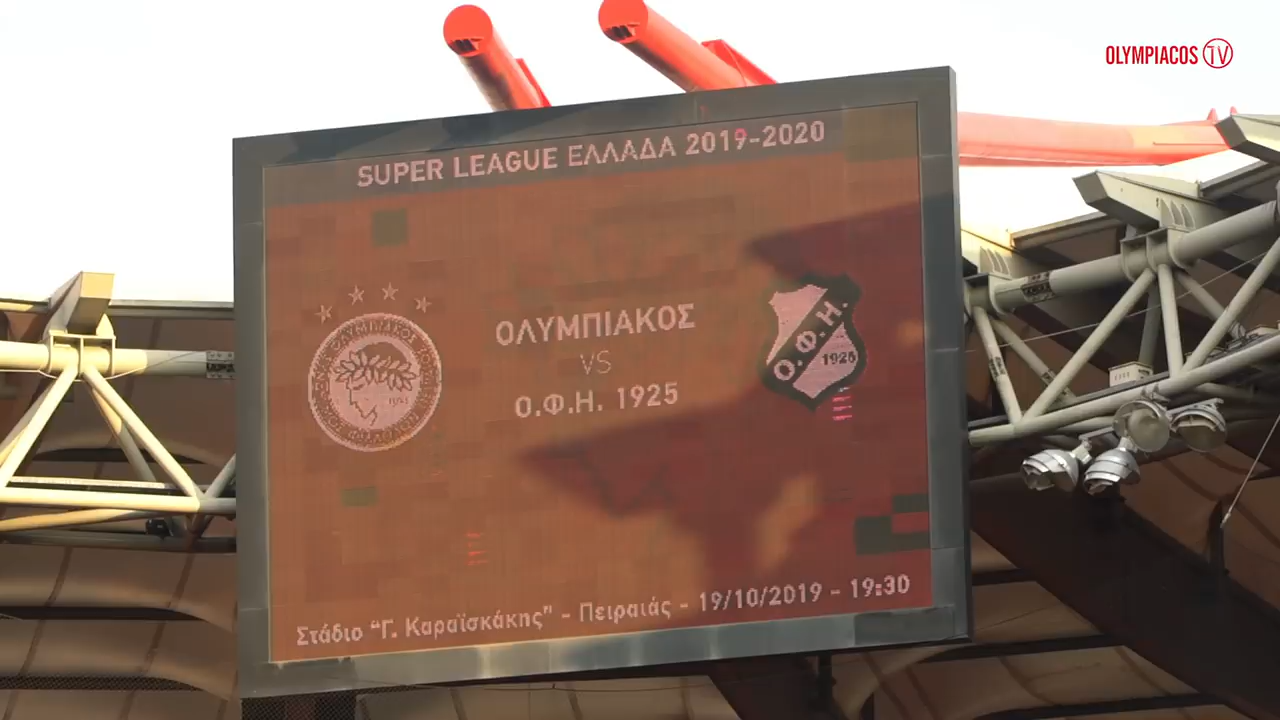 OLYMPIACOS TV
SUPER LEAGUE ΕΛΛΑΔΑ 2019-2020
ΟΛΥΜΠΙΑΚΟΣ
VS
Ο.Φ.Η. 1925
Ο.Φ.Η.
1925
Στάδιο "Γ. Καραϊσκάκης" - Πειραιάς - 19/10/2019 - 19:30